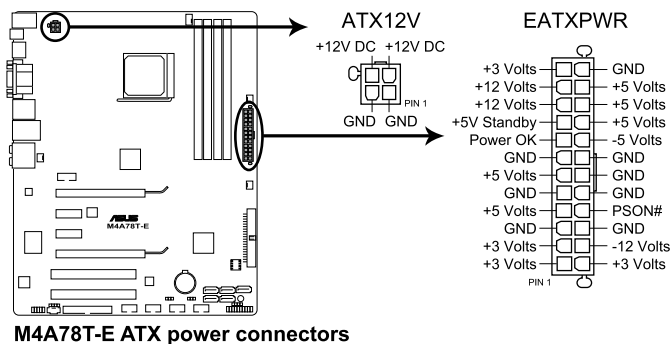 ATX12V
EATXPWR
+12V DC +12V DC
PIN 1
GND GND
+3 Volts GND
+12 Volts +5 Volts
+12 Volts +5 Volts
+5V Standby +5 Volts
Power OK -5 Volts
GND GND
+5 Volts GND
GND GND
+5 Volts PSON#
GND GND
+3 Volts -12 Volts
+3 Volts +3 Volts
PIN 1
ASUS
M4A78T-E
M4A78T-E ATX power connectors